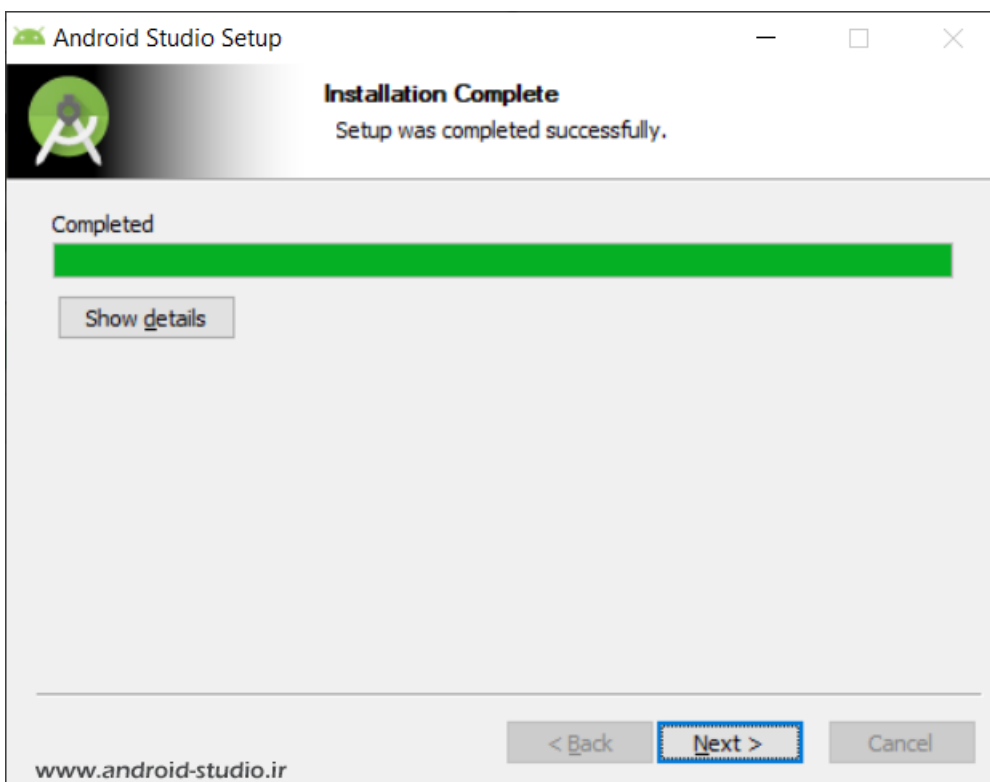 Android Studio Setup
Installation Complete
Setup was completed successfully.
Completed
Show details
< Back
Next >
Cancel
www.android-studio.ir